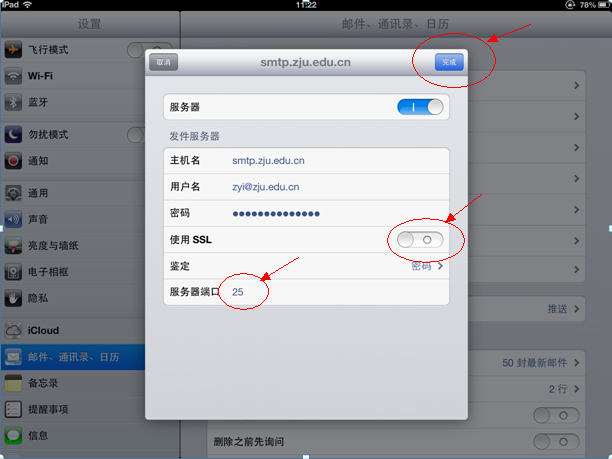 iPad 11:22 78%
设置
邮件、通讯录、日历
飞行模式
Wi-Fi
蓝牙
勿扰模式
通知
通用
声音
亮度与墙纸
电子相框
隐私
iCloud
邮件、通讯录、日历
备忘录
提醒事项
信息
取消 smtp.zju.edu.cn 完成
服务器
发件服务器
主机名 smtp.zju.edu.cn
用户名 zyi@zju.edu.cn
密码 ●●●●●●●●●●●●●●
使用 SSL
鉴定 密码
服务器端口 25
推送
50 封最新邮件
2 行
删除之前先询问